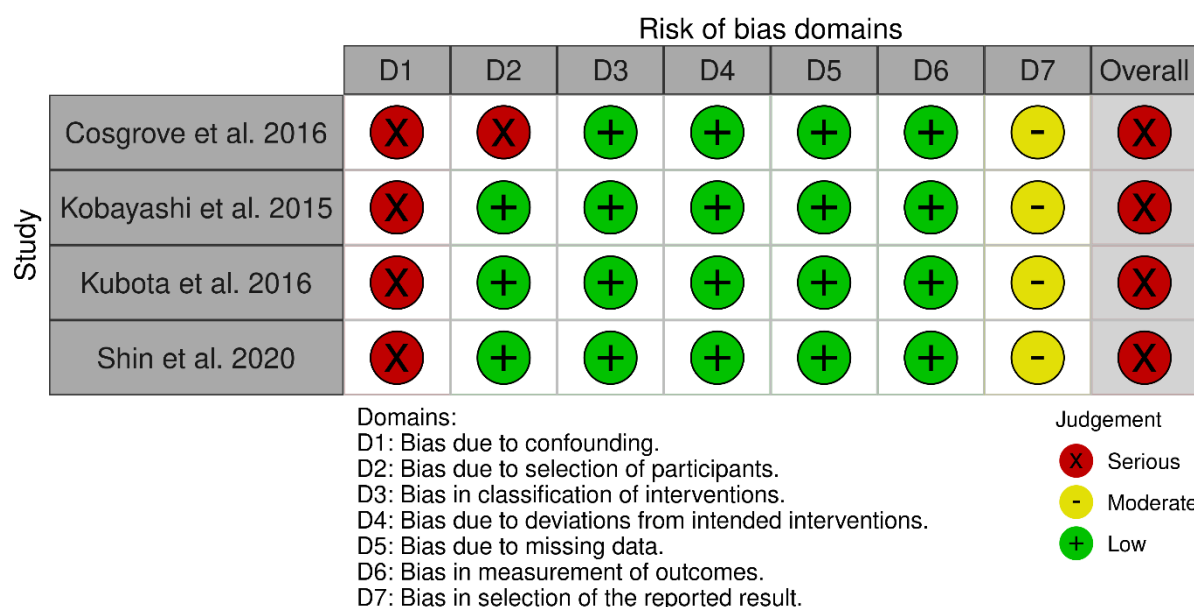 Risk of bias domains
D1 D2 D3 D4 D5 D6 D7 Overall
Study
Cosgrove et al. 2016 X X + + + + - X
Kobayashi et al. 2015 X + + + + + - X
Kubota et al. 2016 X + + + + + - X
Shin et al. 2020 X + + + + + - X
Domains:
D1: Bias due to confounding.
D2: Bias due to selection of participants.
D3: Bias in classification of interventions.
D4: Bias due to deviations from intended interventions.
D5: Bias due to missing data.
D6: Bias in measurement of outcomes.
D7: Bias in selection of the reported result.
Judgement
X Serious
- Moderate
+ Low